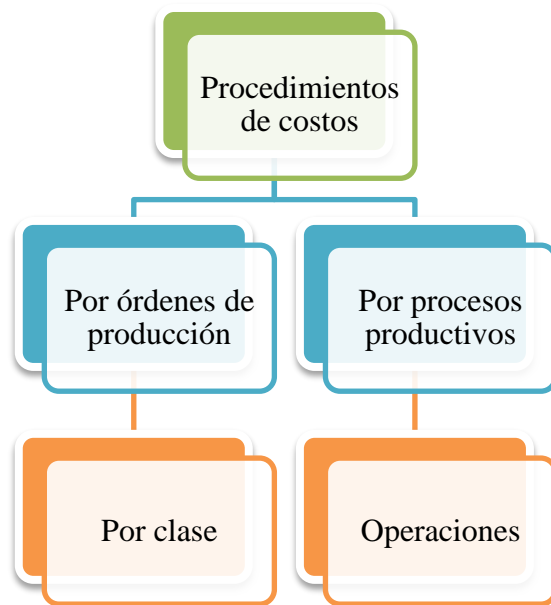 Procedimientos
de costos
Por órdenes de
producción
Por procesos
productivos
Por clase
Operaciones